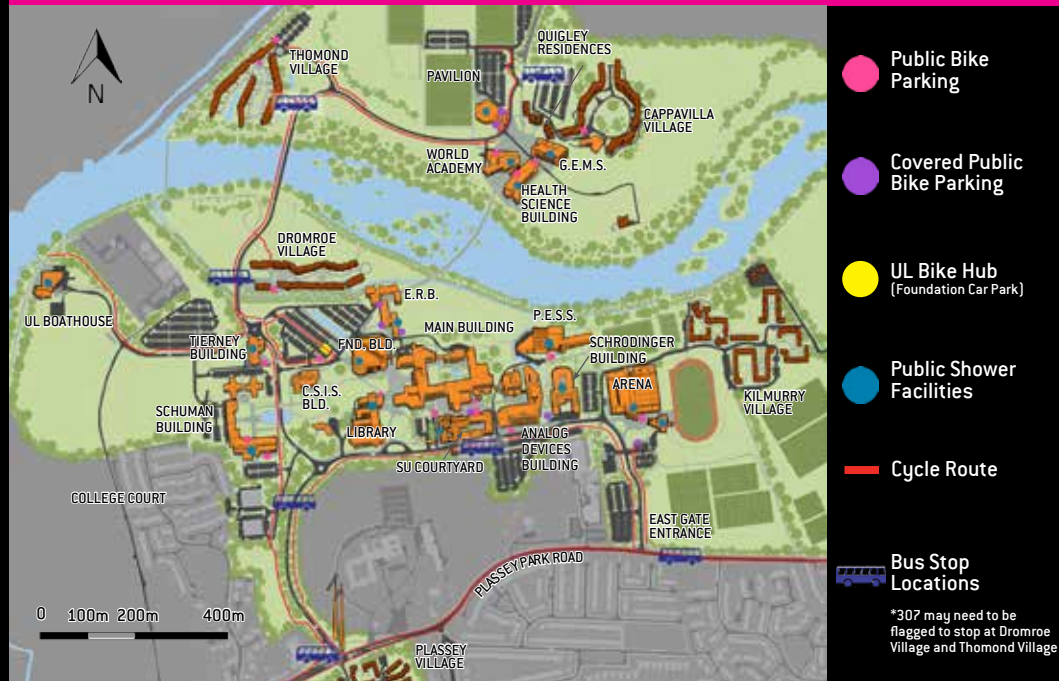 N
THOMOND
VILLAGE
PAVILION
QUIGLEY
RESIDENCES
CAPPAVILLA
VILLAGE
WORLD
ACADEMY
G.E.M.S.
HEALTH
SCIENCE
BUILDING
DROMROE
VILLAGE
E.R.B.
UL BOATHOUSE
TIERNEY
BUILDING
FND. BLD.
MAIN BUILDING
P.E.S.S.
SCHRODINGER
BUILDING
ARENA
KILMURRY
VILLAGE
C.S.I.S.
BLD.
SCHUMAN
BUILDING
LIBRARY
SU COURTYARD
ANALOG
DEVICES
BUILDING
COLLEGE COURT
EAST GATE
ENTRANCE
PLASSEY PARK ROAD
PLASSEY
VILLAGE
0 100m 200m 400m
Public Bike
Parking
Covered Public
Bike Parking
UL Bike Hub
(Foundation Car Park)
Public Shower
Facilities
Cycle Route
Bus Stop
Locations
*307 may need to be
flagged to stop at Dromroe
Village and Thomond Village